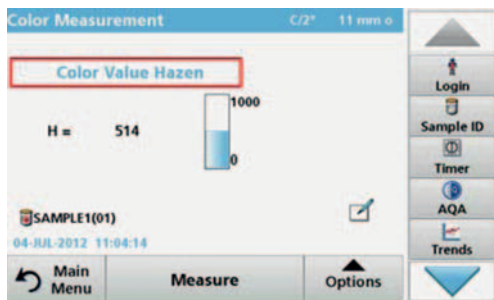 Color Measurement C/2° 11 mm o
Color Value Hazen
1000
H = 514
0
SAMPLE1(01)
04-JUL-2012 11:04:14
Main Menu
Measure
Options
Login
Sample ID
Timer
AQA
Trends